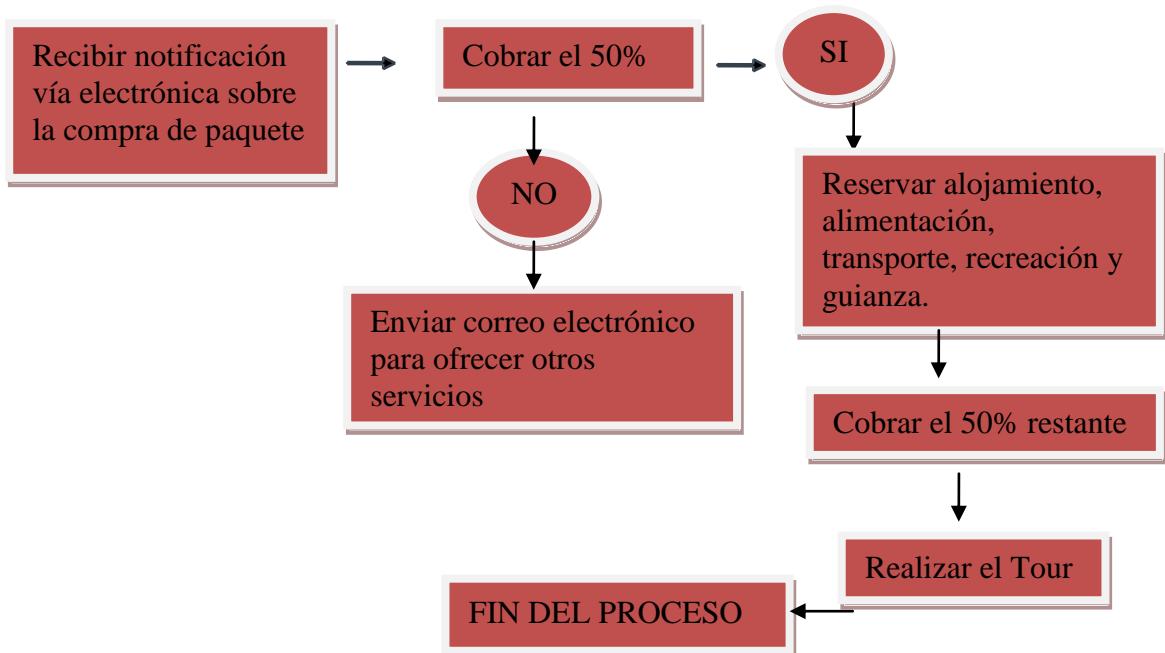 Recibir notificación
vía electrónica sobre
la compra de paquete
Cobrar el 50%
SI
NO
Reservar alojamiento,
alimentación,
transporte, recreación y
guianza.
Enviar correo electrónico
para ofrecer otros
servicios
Cobrar el 50% restante
Realizar el Tour
FIN DEL PROCESO